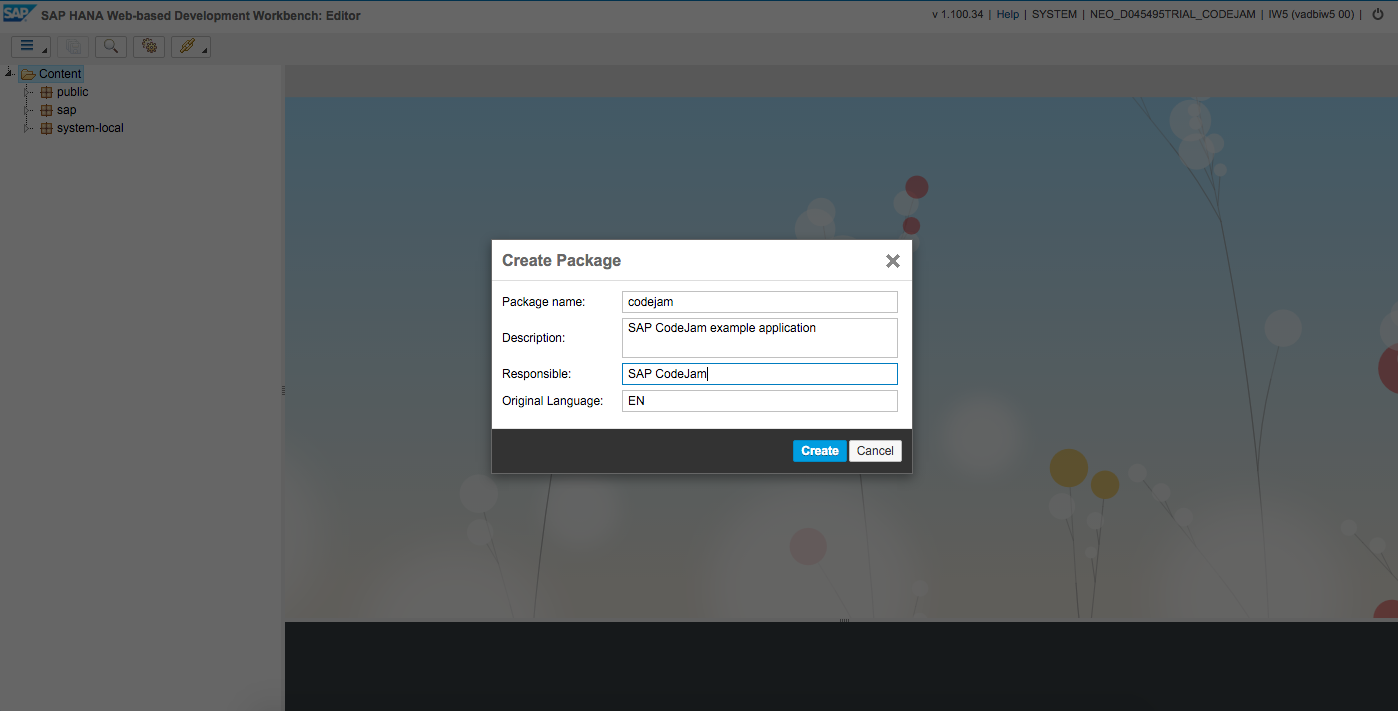 SAP SAP HANA Web-based Development Workbench: Editor
v 1.100.34 | Help | SYSTEM | NEO_D045495TRIAL_CODEJAM | IW5 (vadbiw5 00) |
Content
public
sap
system-local
Create Package
Package name: codejam
Description: SAP CodeJam example application
Responsible: SAP CodeJam
Original Language: EN
Create Cancel